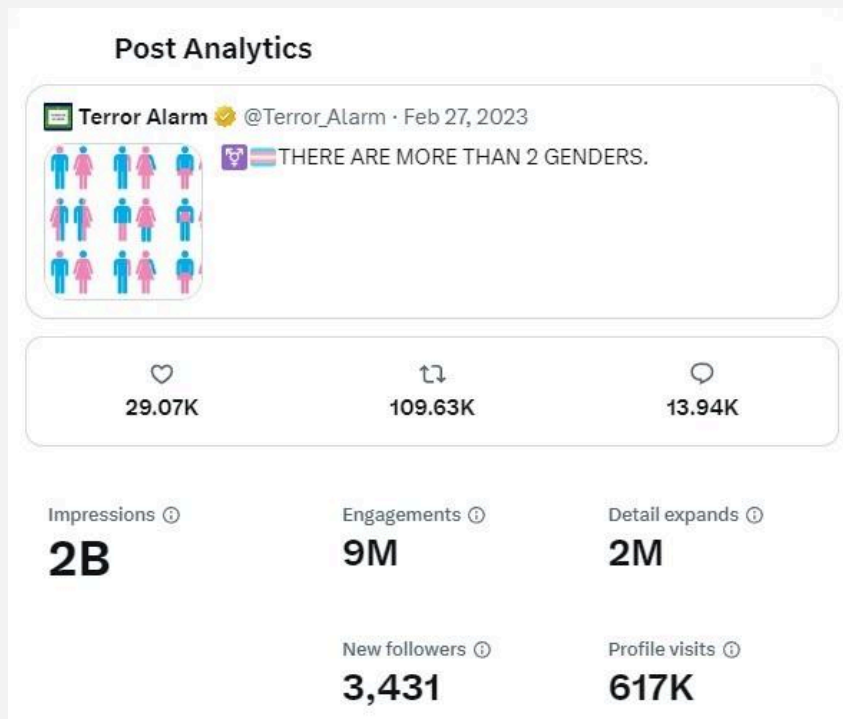 Post Analytics
Terror Alarm @Terror_Alarm · Feb 27, 2023
THERE ARE MORE THAN 2 GENDERS.
29.07K 109.63K 13.94K
Impressions Engagements Detail expands
2B 9M 2M
New followers Profile visits
3,431 617K